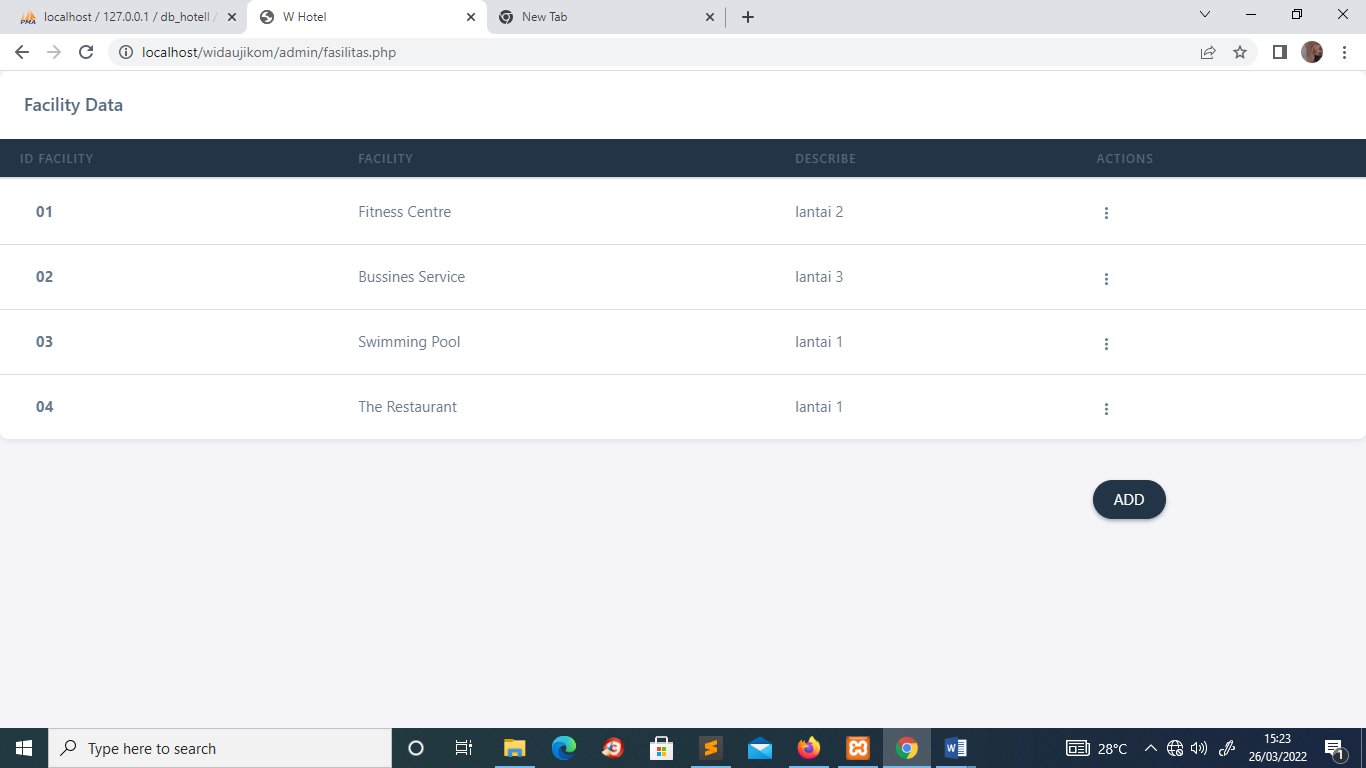 localhost / 127.0.0.1 / db_hotell / W Hotel New Tab
localhost/widaujikom/admin/fasilitas.php
Facility Data
ID FACILITY FACILITY DESCRIBE ACTIONS
01 Fitness Centre lantai 2
02 Bussines Service lantai 3
03 Swimming Pool lantai 1
04 The Restaurant lantai 1
ADD
Type here to search 28°C 15:23
26/03/2022 1